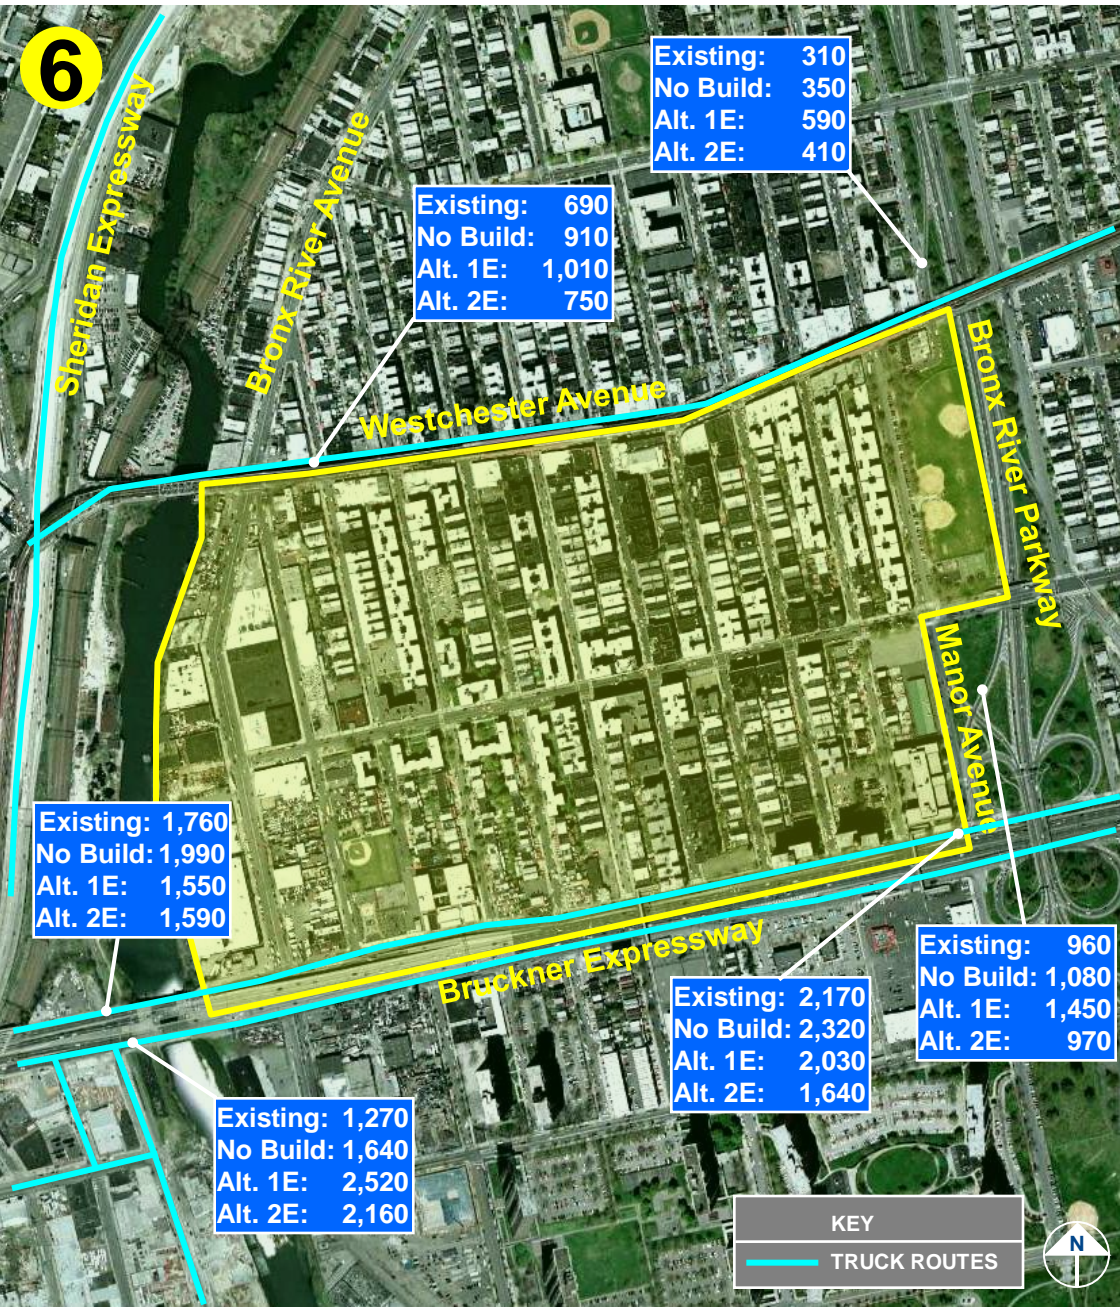 6
Sheridan Expressway
Bronx River Avenue
Existing: 310
No Build: 350
Alt. 1E: 590
Alt. 2E: 410
Existing: 690
No Build: 910
Alt. 1E: 1,010
Alt. 2E: 750
Westchester Avenue
Bronx River Parkway
Manor Avenue
Existing: 1,760
No Build: 1,990
Alt. 1E: 1,550
Alt. 2E: 1,590
Bruckner Expressway
Existing: 960
No Build: 1,080
Alt. 1E: 1,450
Alt. 2E: 970
Existing: 2,170
No Build: 2,320
Alt. 1E: 2,030
Alt. 2E: 1,640
Existing: 1,270
No Build: 1,640
Alt. 1E: 2,520
Alt. 2E: 2,160
KEY
TRUCK ROUTES
N